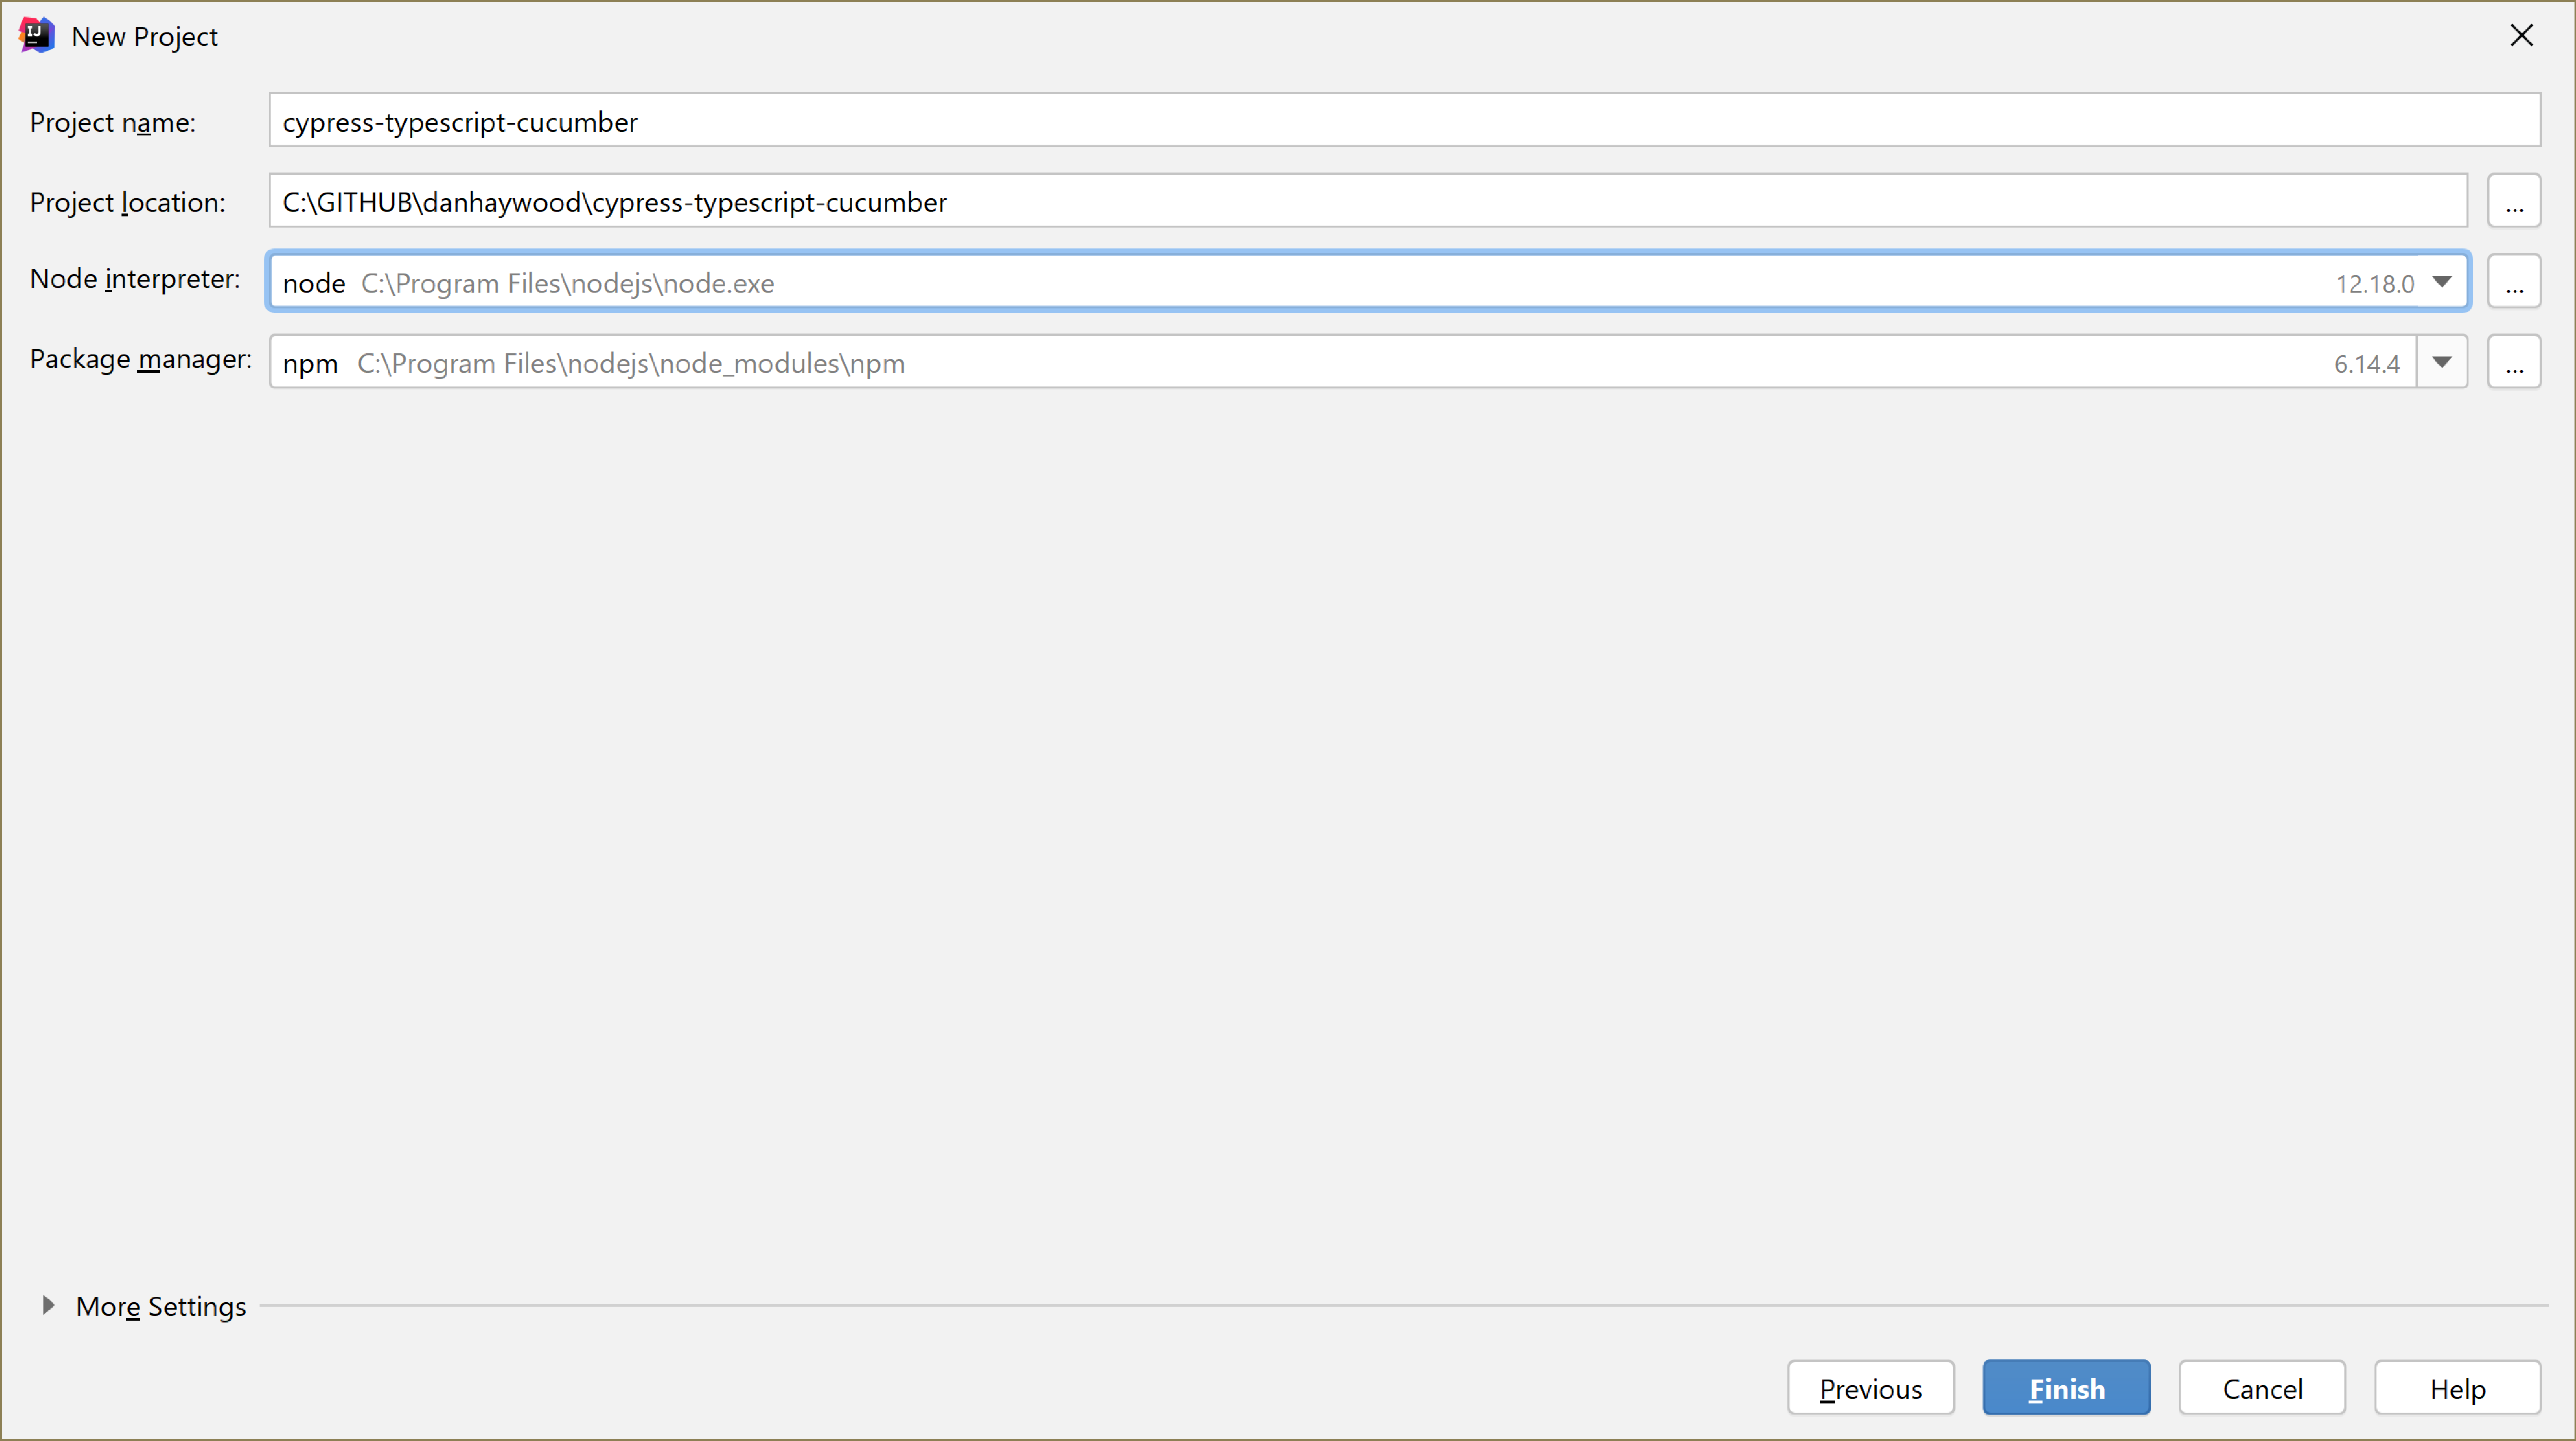 IJ New Project
Project name: cypress-typescript-cucumber
Project location: C:\GITHUB\danhaywood\cypress-typescript-cucumber ...
Node interpreter: node C:\Program Files\nodejs\node.exe 12.18.0 ...
Package manager: npm C:\Program Files\nodejs\node_modules\npm 6.14.4 ...
More Settings
Previous Finish Cancel Help